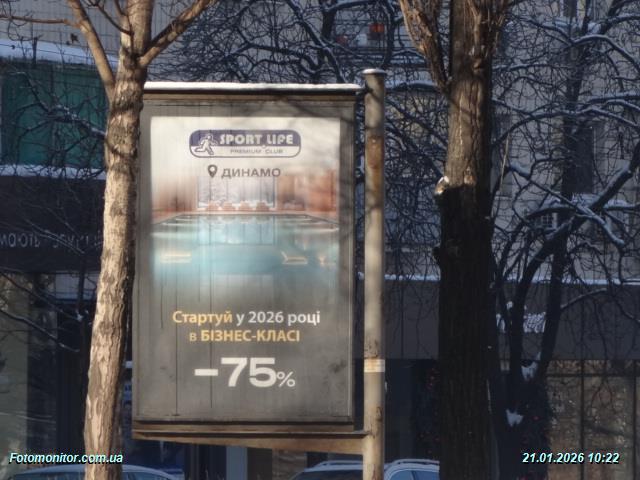 SPORT LIFE
PREMIUM CLUB
ДИНАМО
Стартуй у 2026 році
в БІЗНЕС-КЛАСІ
-75%
Fotomonitor.com.ua
21.01.2026 10:22